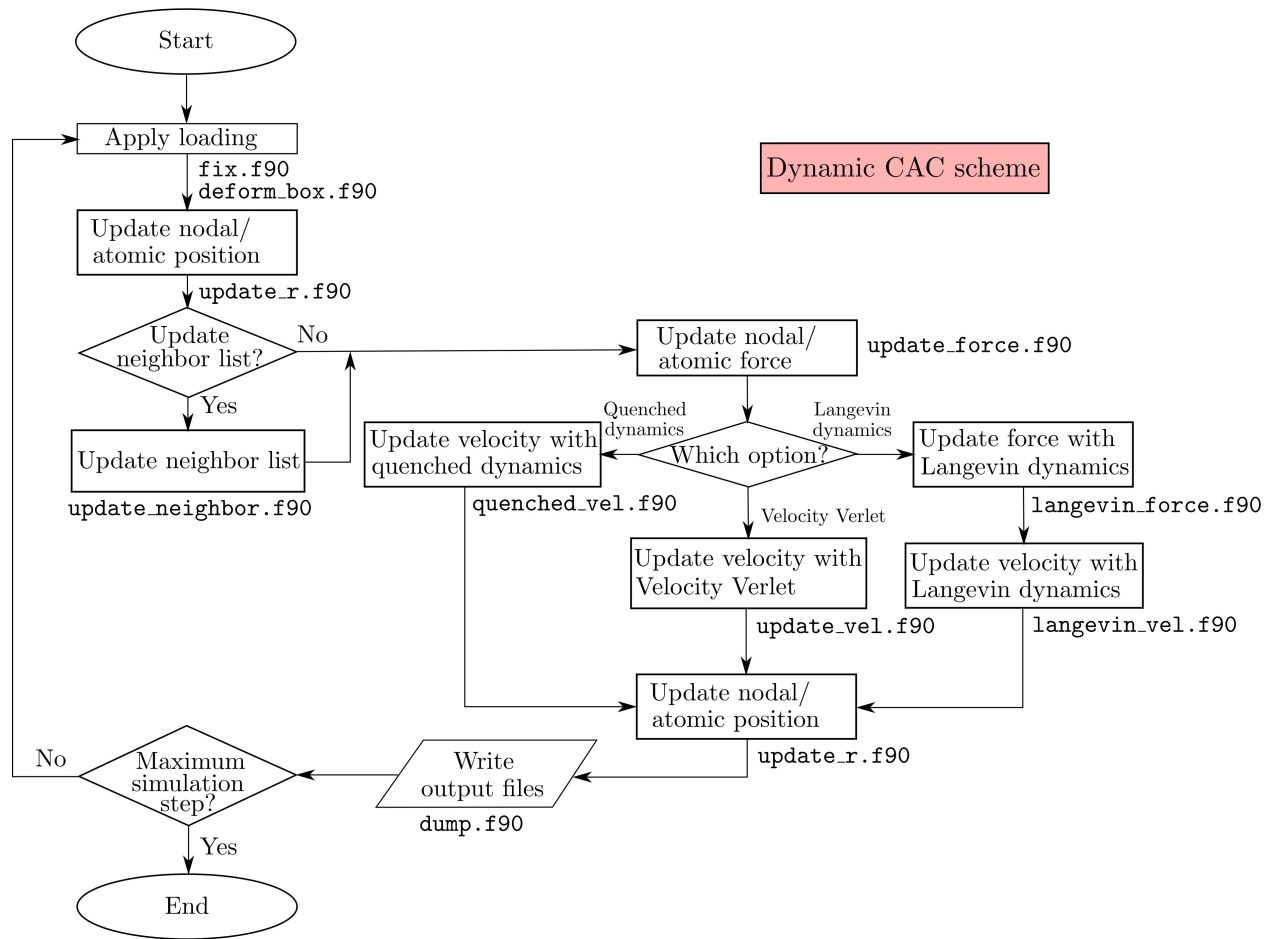 Start
Apply loading
fix.f90
deform_box.f90
Dynamic CAC scheme
Update nodal/
atomic position
update_r.f90
Update
neighbor list?
No
Yes
Update neighbor list
update_neighbor.f90
Update nodal/
atomic force
update_force.f90
Which option?
Quenched
dynamics
Langevin
dynamics
Velocity Verlet
Update velocity with
quenched dynamics
quenched_vel.f90
Update force with
Langevin dynamics
langevin_force.f90
Update velocity with
Velocity Verlet
update_vel.f90
Update velocity with
Langevin dynamics
langevin_vel.f90
Update nodal/
atomic position
update_r.f90
Write
output files
dump.f90
Maximum
simulation
step?
No
Yes
End